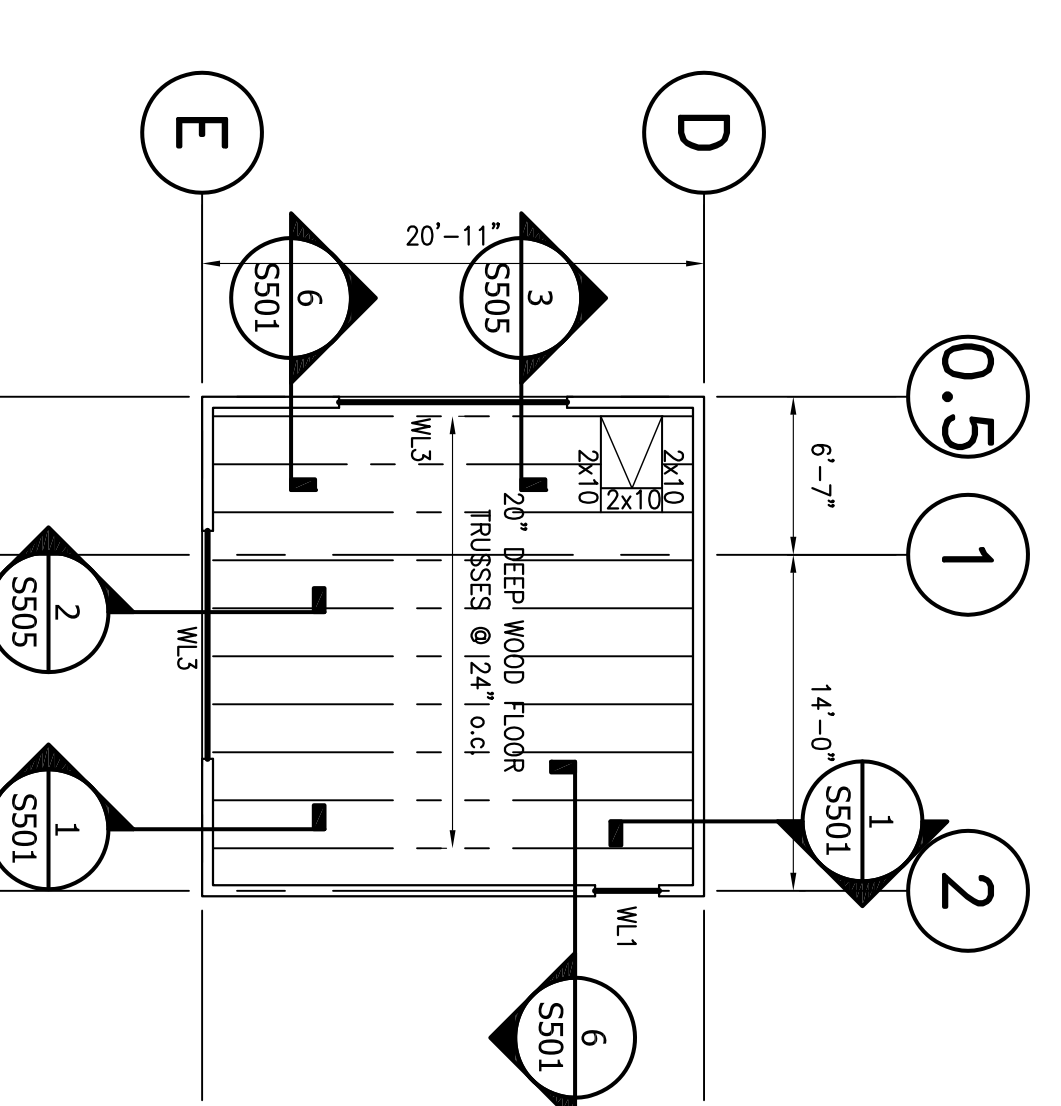 E
D
0.5
1
2
20'-11"
6'-7"
14'-0"
6
S501
3
S505
WL3
2x10
2x10
2x10
20" DEEP WOOD FLOOR
TRUSSES @ 24" o.c.
2
S505
WL3
1
S501
1
S501
WL1
6
S501